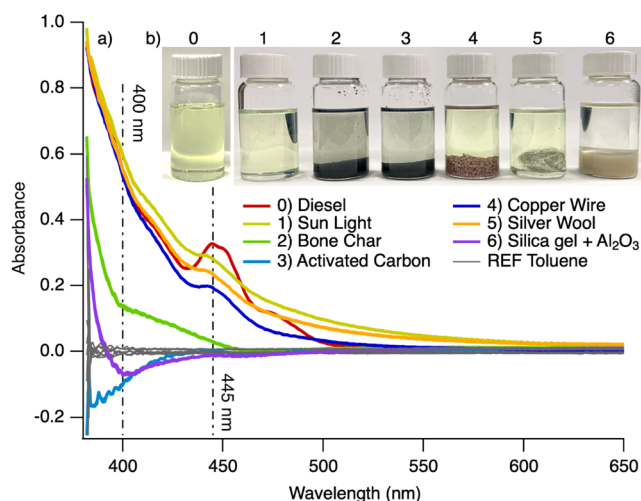 a) b) 0 1 2 3 4 5 6
1.0
0.8
0.6
0.4
0.2
0.0
-0.2
Absorbance
400 nm
445 nm
0) Diesel
1) Sun Light
2) Bone Char
3) Activated Carbon
4) Copper Wire
5) Silver Wool
6) Silica gel + Al₂O₃
REF Toluene
400 450 500 550 600 650
Wavelength (nm)